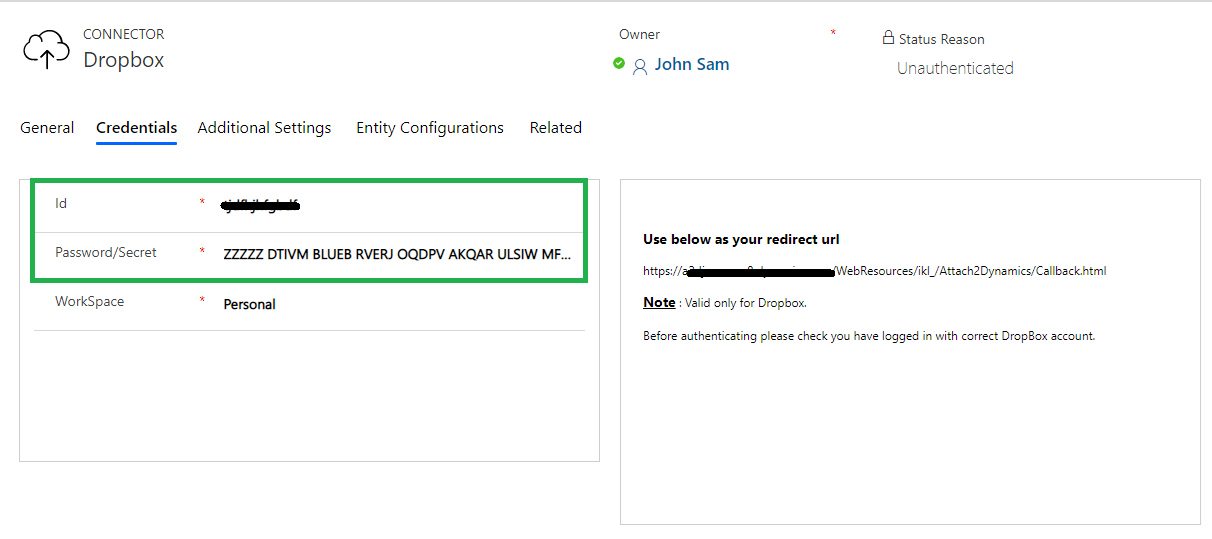 CONNECTOR
Dropbox
Owner *
John Sam
Status Reason
Unauthenticated
General Credentials Additional Settings Entity Configurations Related
Id *
Password/Secret * ZZZZZ DTIVM BLUEB RVERJ OQDPV AKQAR ULSIW MF...
WorkSpace * Personal
Use below as your redirect url
https:// /WebResources/ikl_/Attach2Dynamics/Callback.html
Note : Valid only for Dropbox.
Before authenticating please check you have logged in with correct DropBox account.